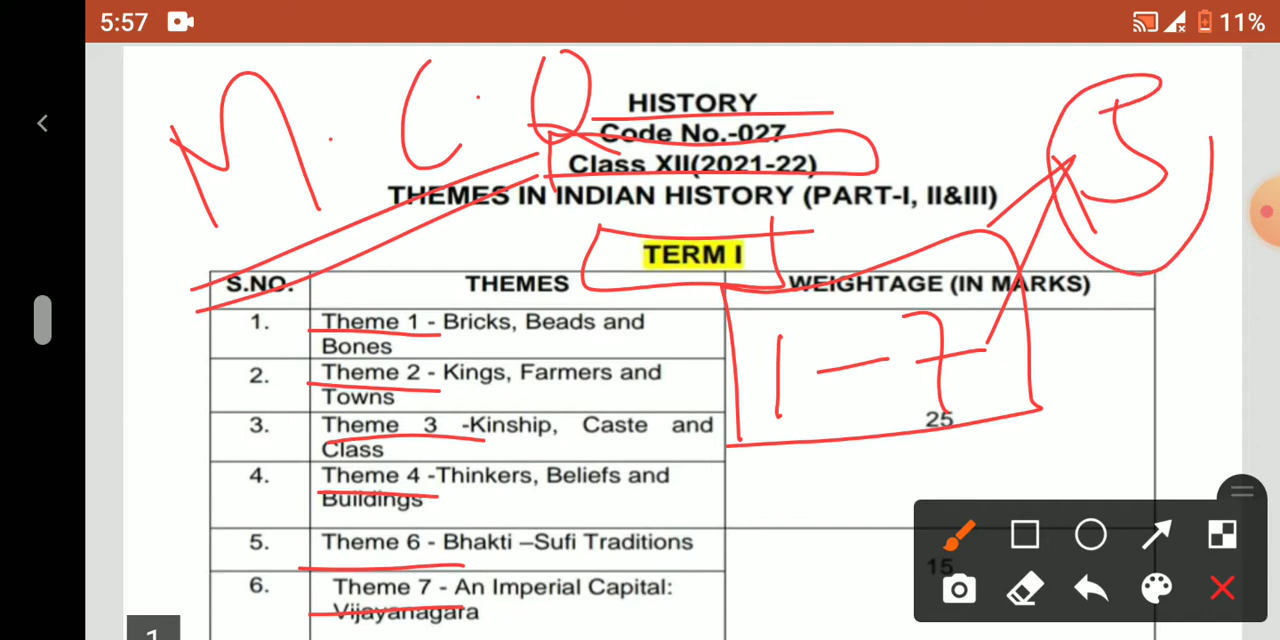 5:57 11%
M. C. Q
HISTORY
Code No.-027
Class XII(2021-22)
THEMES IN INDIAN HISTORY (PART-I, II&III)
TERM I
S.NO. THEMES WEIGHTAGE (IN MARKS)
1. Theme 1 - Bricks, Beads and
Bones
2. Theme 2 - Kings, Farmers and
Towns
1 – 7
3. Theme 3 -Kinship, Caste and
Class
25
4. Theme 4 -Thinkers, Beliefs and
Buildings
5. Theme 6 - Bhakti –Sufi Traditions
15
6. Theme 7 - An Imperial Capital:
Vijayanagara
1